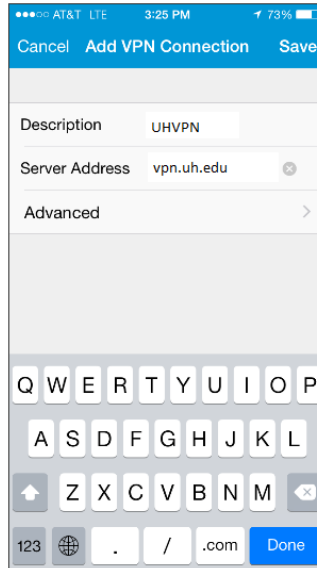 AT&T LTE 3:25 PM 73%
Cancel Add VPN Connection Save
Description UHVPN
Server Address vpn.uh.edu
Advanced
Q W E R T Y U I O P
A S D F G H J K L
Z X C V B N M
123 . / .com Done